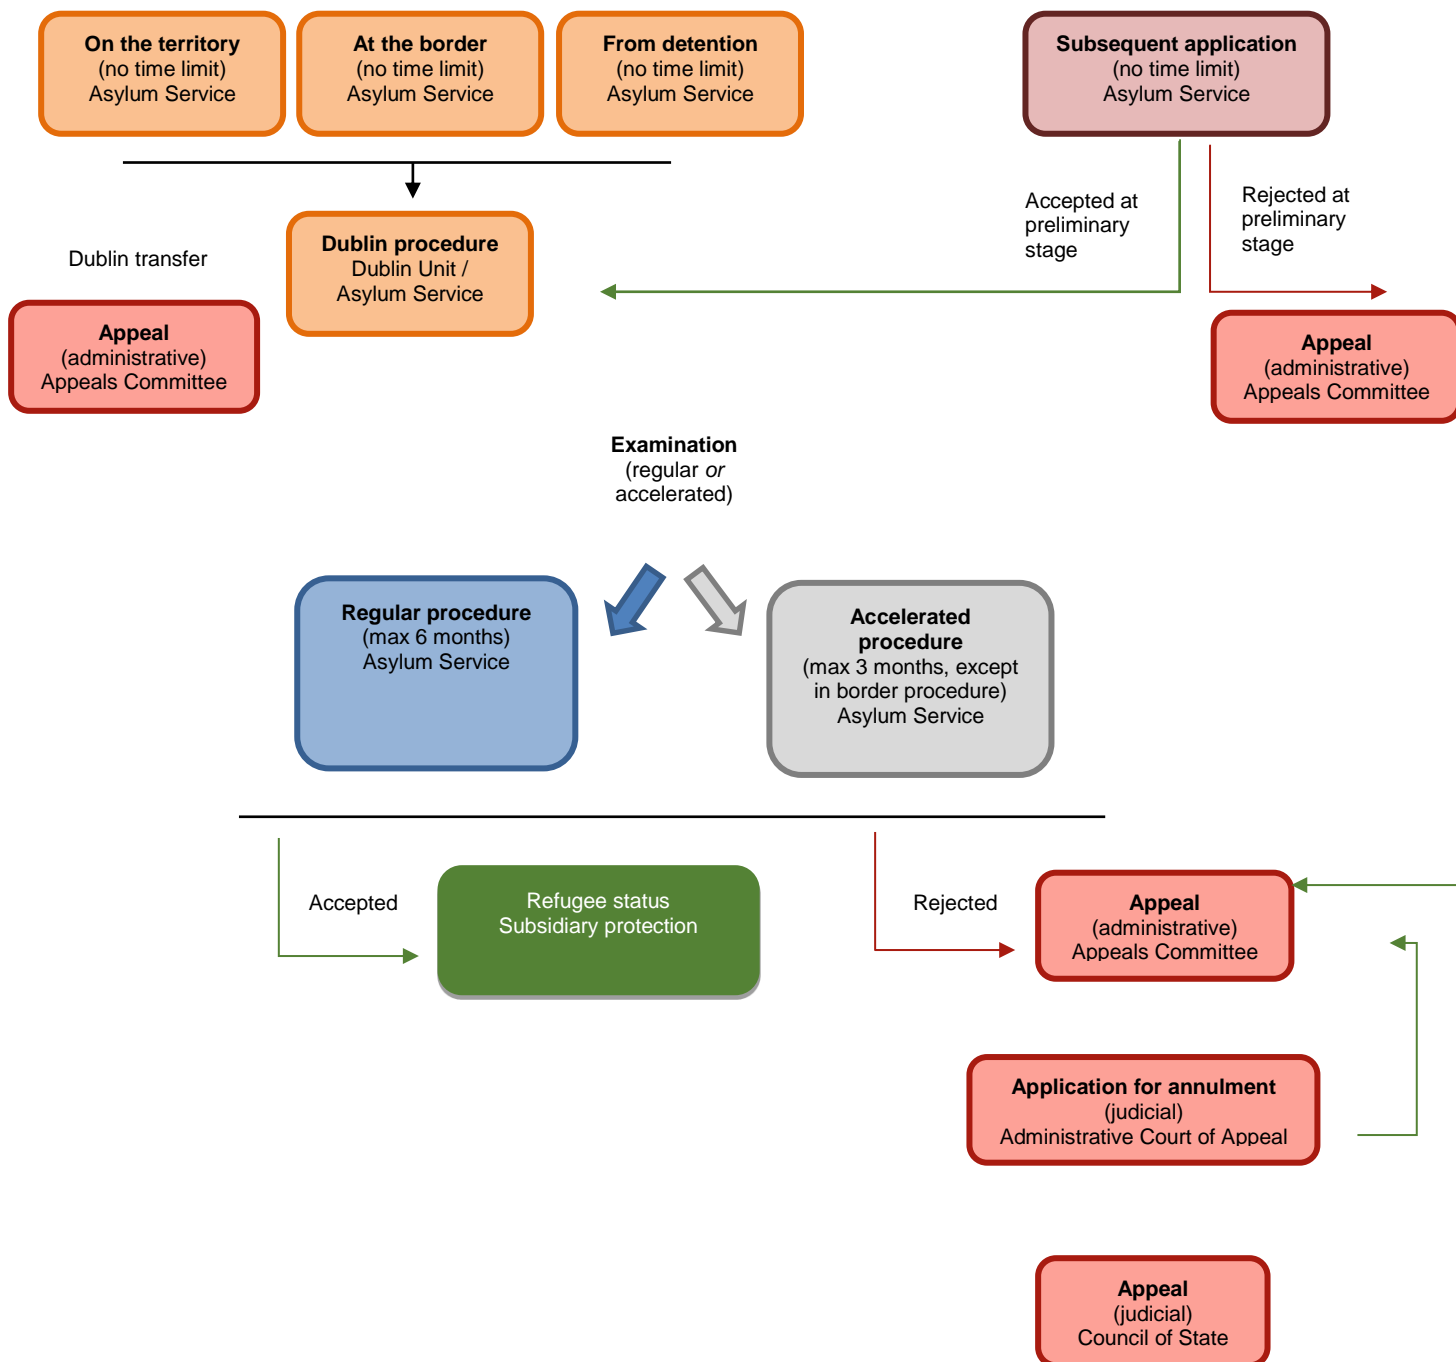 On the territory
(no time limit)
Asylum Service
At the border
(no time limit)
Asylum Service
From detention
(no time limit)
Asylum Service
Subsequent application
(no time limit)
Asylum Service
Accepted at
preliminary
stage
Rejected at
preliminary
stage
Dublin transfer
Dublin procedure
Dublin Unit /
Asylum Service
Appeal
(administrative)
Appeals Committee
Appeal
(administrative)
Appeals Committee
Examination
(regular or
accelerated)
Regular procedure
(max 6 months)
Asylum Service
Accelerated
procedure
(max 3 months, except
in border procedure)
Asylum Service
Accepted
Refugee status
Subsidiary protection
Rejected
Appeal
(administrative)
Appeals Committee
Application for annulment
(judicial)
Administrative Court of Appeal
Appeal
(judicial)
Council of State